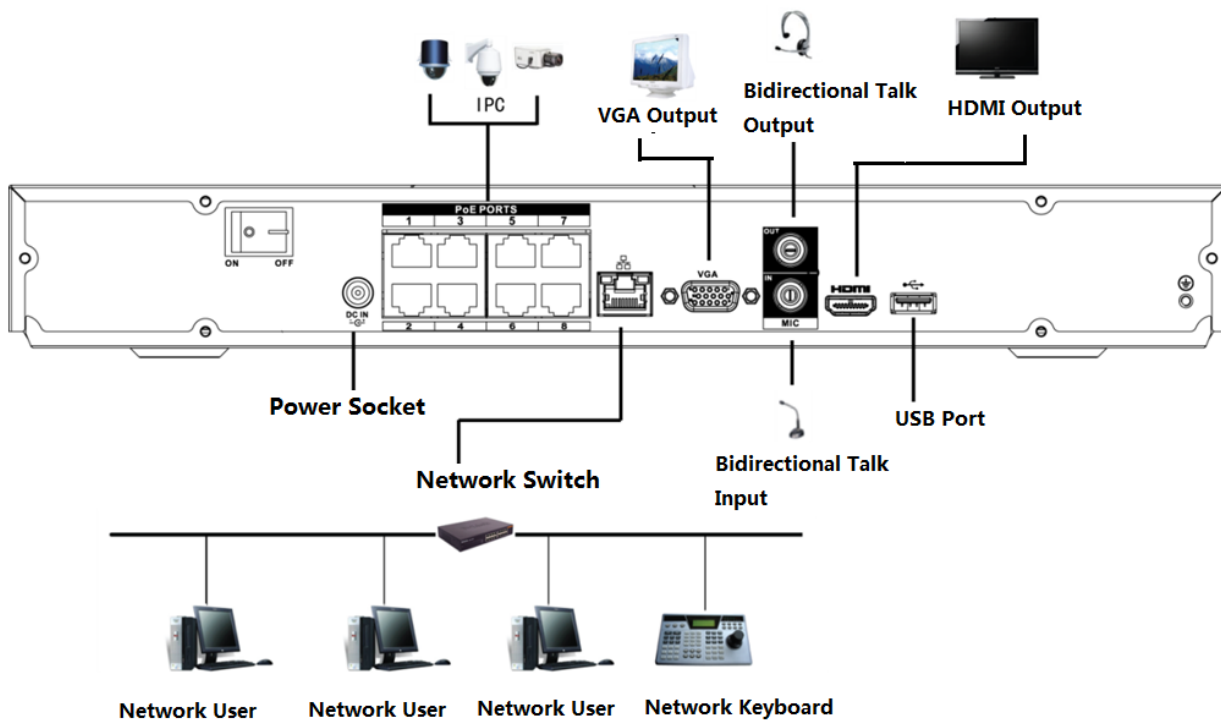 IPC
VGA Output
Bidirectional Talk
Output
HDMI Output
PoE PORTS
1 3 5 7
ON OFF
DC IN
2 4 6 8
VGA
OUT
IN
MIC
HDMI
Power Socket
Network Switch
Bidirectional Talk
Input
USB Port
Network User
Network User
Network User
Network Keyboard